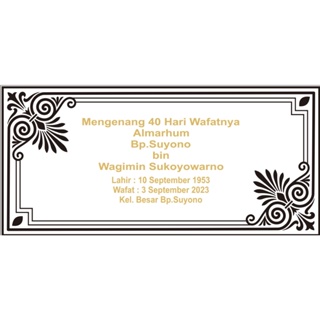 Mengenang 40 Hari Wafatnya
Almarhum
Bp.Suyono
bin
Wagimin Sukoyowarno
Lahir : 10 September 1953
Wafat : 3 September 2023
Kel. Besar Bp.Suyono